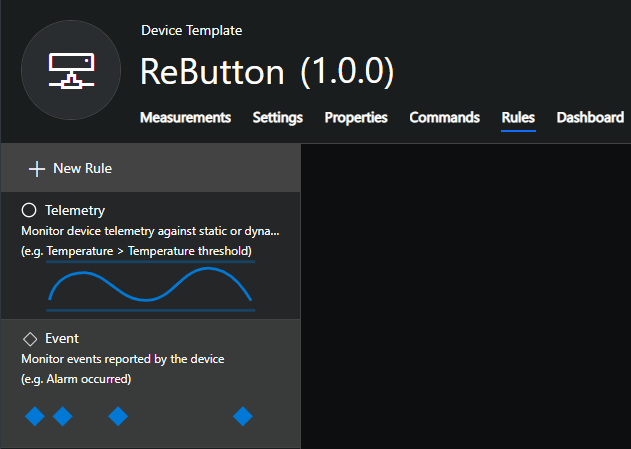 Device Template
ReButton (1.0.0)
Measurements Settings Properties Commands Rules Dashboard
New Rule
Telemetry
Monitor device telemetry against static or dyna...
(e.g. Temperature > Temperature threshold)
Event
Monitor events reported by the device
(e.g. Alarm occurred)